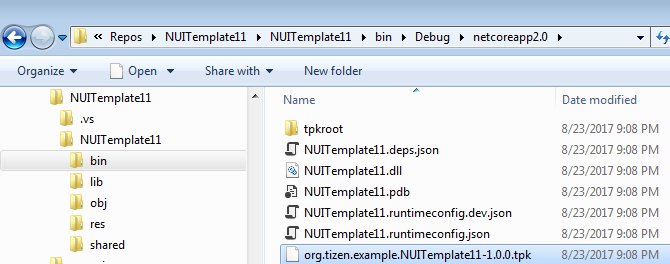 Repos NUITemplate11 NUITemplate11 bin Debug netcoreapp2.0
Organize Open Share with New folder
Name Date modified
NUITemplate11
.vs
NUITemplate11
bin
lib
obj
res
shared
tpkroot 8/23/2017 9:08 PM
NUITemplate11.deps.json 8/23/2017 9:08 PM
NUITemplate11.dll 8/23/2017 9:08 PM
NUITemplate11.pdb 8/23/2017 9:08 PM
NUITemplate11.runtimeconfig.dev.json 8/23/2017 9:08 PM
NUITemplate11.runtimeconfig.json 8/23/2017 9:08 PM
org.tizen.example.NUITemplate11-1.0.0.tpk 8/23/2017 9:08 PM